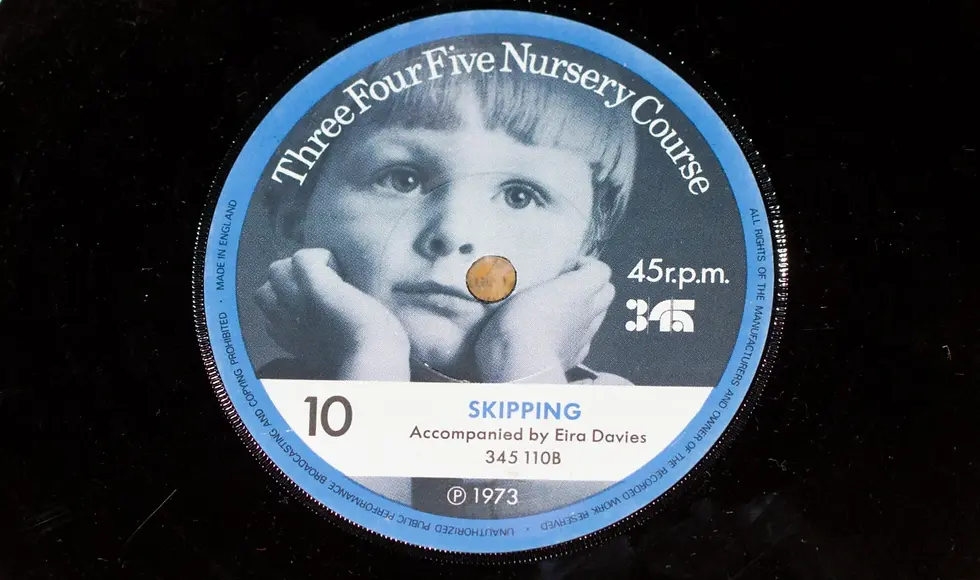 Three Four Five Nursery Course
45r.p.m.
345
10
SKIPPING
Accompanied by Eira Davies
345 110B
℗ 1973
MADE IN ENGLAND ·
ALL RIGHTS OF THE MANUFACTURERS AND OWNER OF THE RECORDED WORK RESERVED ·
UNAUTHORIZED PUBLIC PERFORMANCE BROADCASTING AND COPYING PROHIBITED ·